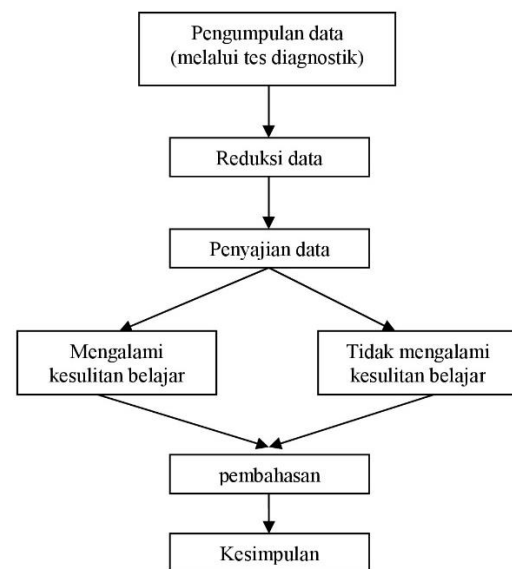 Pengumpulan data
(melalui tes diagnostik)
Reduksi data
Penyajian data
Mengalami
kesulitan belajar
Tidak mengalami
kesulitan belajar
pembahasan
Kesimpulan